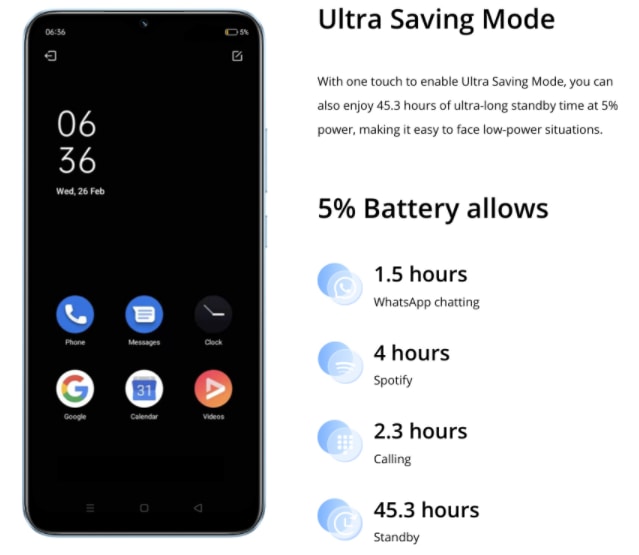 06:36
5%
06
36
Wed, 26 Feb
Phone
Messages
Clock
Google
31
Calendar
Videos
Ultra Saving Mode
With one touch to enable Ultra Saving Mode, you can
also enjoy 45.3 hours of ultra-long standby time at 5%
power, making it easy to face low-power situations.
5% Battery allows
1.5 hours
WhatsApp chatting
4 hours
Spotify
2.3 hours
Calling
45.3 hours
Standby